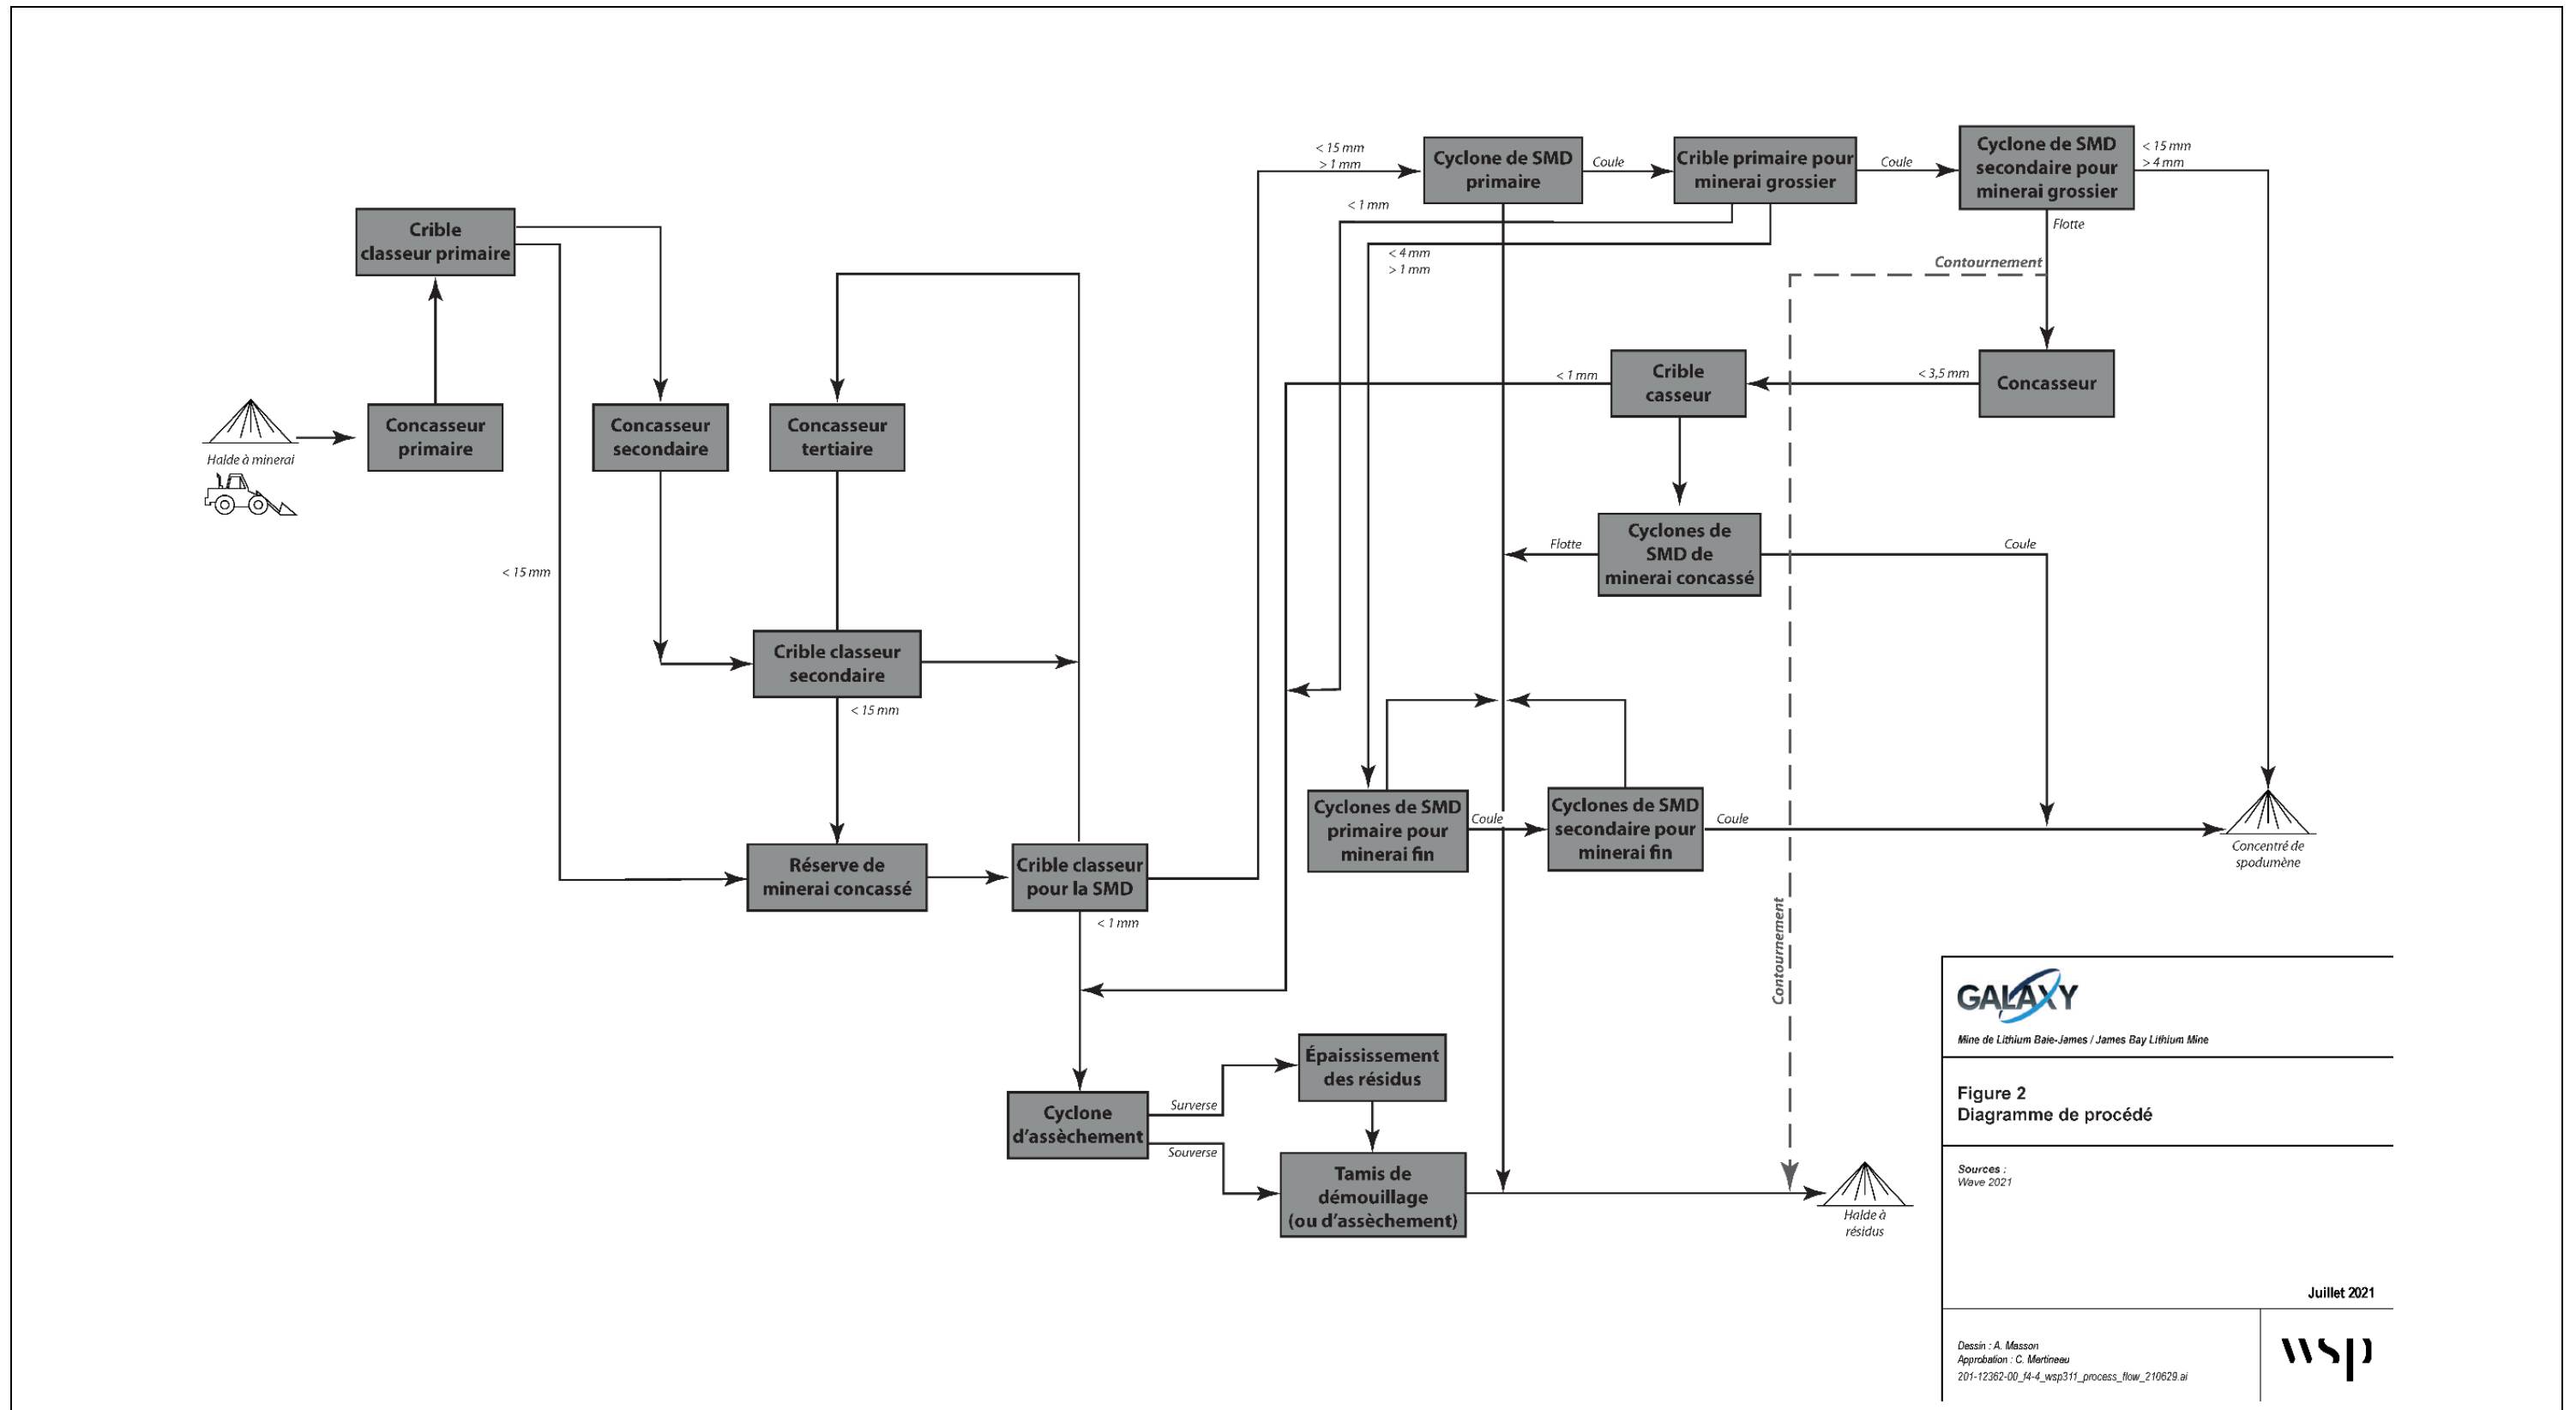 < 15 mm
> 1 mm
Cyclone de SMD
primaire
Coule
Crible primaire pour
minerai grossier
Coule
Cyclone de SMD
secondaire pour
minerai grossier
< 15 mm
> 4 mm
< 1 mm
Flotte
< 4 mm
> 1 mm
Contournement
Crible
classeur primaire
Concasseur
primaire
Concasseur
secondaire
Concasseur
tertiaire
Halde à minerai
< 1 mm
Crible
casseur
< 3,5 mm
Concasseur
< 15 mm
Flotte
Cyclones de
SMD de
minerai concassé
Coule
Crible classeur
secondaire
< 15 mm
Cyclones de SMD
primaire pour
minerai fin
Coule
Cyclones de SMD
secondaire pour
minerai fin
Coule
Concentré de
spodumène
Réserve de
minerai concassé
Crible classeur
pour la SMD
< 1 mm
Contournement
Cyclone
d'assèchement
Surverse
Souverse
Épaississement
des résidus
Tamis de
démouillage
(ou d'assèchement)
Halde à
résidus
GALAXY
Mine de Lithium Baie-James / James Bay Lithium Mine
Figure 2
Diagramme de procédé
Sources :
Wave 2021
Juillet 2021
Dessin : A. Masson
Approbation : C. Martineau
201-12362-00_f4-4_wsp311_process_flow_210629.ai
wsp